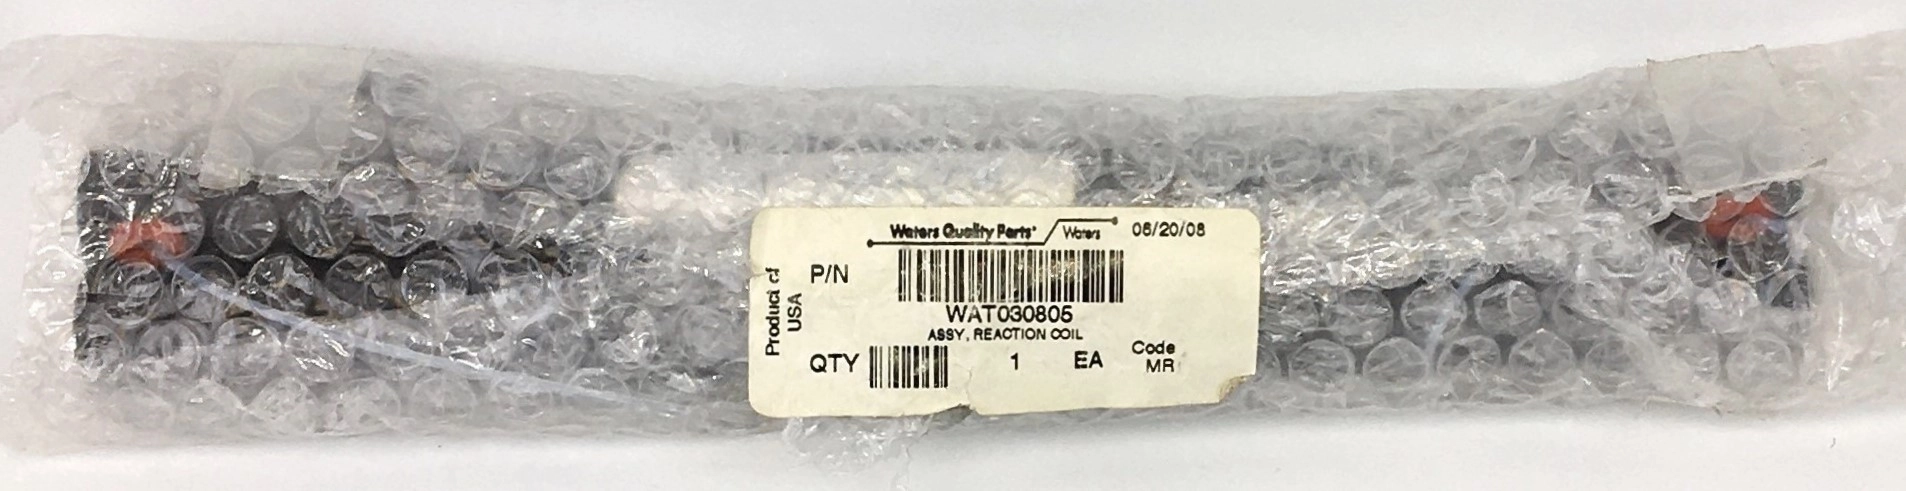 Waters Quality Parts
Waters
06/20/08
Product of
USA
P/N
WAT030805
ASSY, REACTION COIL
QTY
1
EA
Code
MR